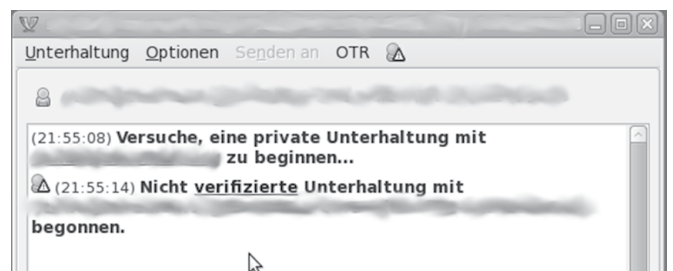 Unterhaltung Optionen Senden an OTR
(21:55:08) Versuche, eine private Unterhaltung mit
zu beginnen...
(21:55:14) Nicht verifizierte Unterhaltung mit
begonnen.